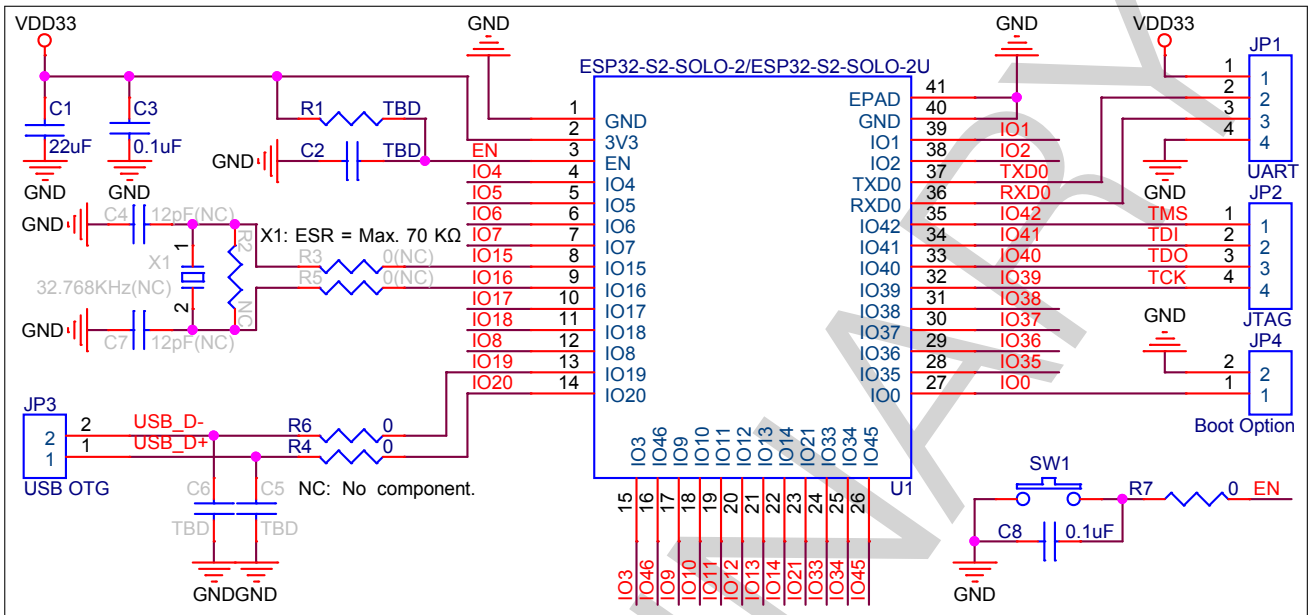 VDD33
GND
GND
VDD33
JP1
ESP32-S2-SOLO-2/ESP32-S2-SOLO-2U
C1
22uF
GND
C3
0.1uF
GND
R1
TBD
GND
C2
TBD
EN
IO4
IO5
IO6
IO7
IO15
IO16
IO17
IO18
IO8
IO19
IO20
1
2
3
4
5
6
7
8
9
10
11
12
13
14
GND
3V3
EN
IO4
IO5
IO6
IO7
IO15
IO16
IO17
IO18
IO8
IO19
IO20
EPAD
GND
IO1
IO2
TXD0
RXD0
IO42
IO41
IO40
IO39
IO38
IO37
IO36
IO35
IO0
41
40
39
38
37
36
35
34
33
32
31
30
29
28
27
IO1
IO2
TXD0
RXD0
IO42
IO41
IO40
IO39
IO38
IO37
IO36
IO35
IO0
1
2
3
4
1
2
3
4
UART
GND
JP2
TMS
TDI
TDO
TCK
1
2
3
4
1
2
3
4
JTAG
GND
JP4
2
1
2
1
Boot Option
GND
C4
12pF(NC)
1
X1
32.768KHz(NC)
2
R2
NC
GND
C7
12pF(NC)
X1: ESR = Max. 70 KΩ
R3
0(NC)
R5
0(NC)
JP3
2
1
2
1
USB_D-
USB_D+
USB OTG
R6
0
R4
0
C6
TBD
C5
TBD
GND
GND
NC: No component.
IO3
IO46
IO9
IO10
IO11
IO12
IO13
IO14
IO21
IO33
IO34
IO45
U1
15
16
17
18
19
20
21
22
23
24
25
26
IO3
IO46
IO9
IO10
IO11
IO12
IO13
IO14
IO21
IO33
IO34
IO45
SW1
R7
0
EN
C8
0.1uF
GND